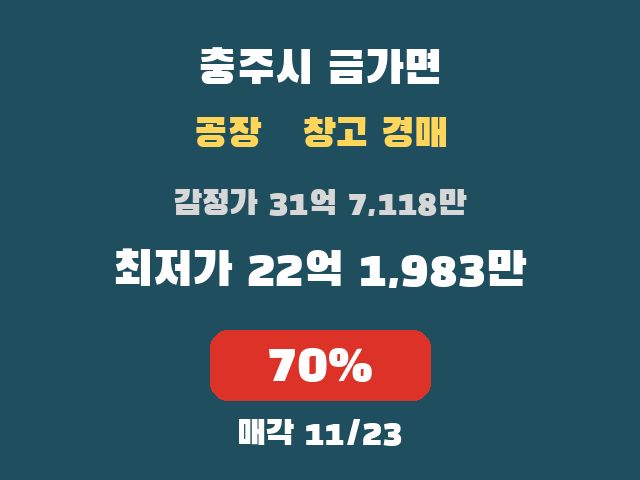 충주시 금가면
공장 창고 경매
감정가 31억 7,118만
최저가 22억 1,983만
70%
매각 11/23